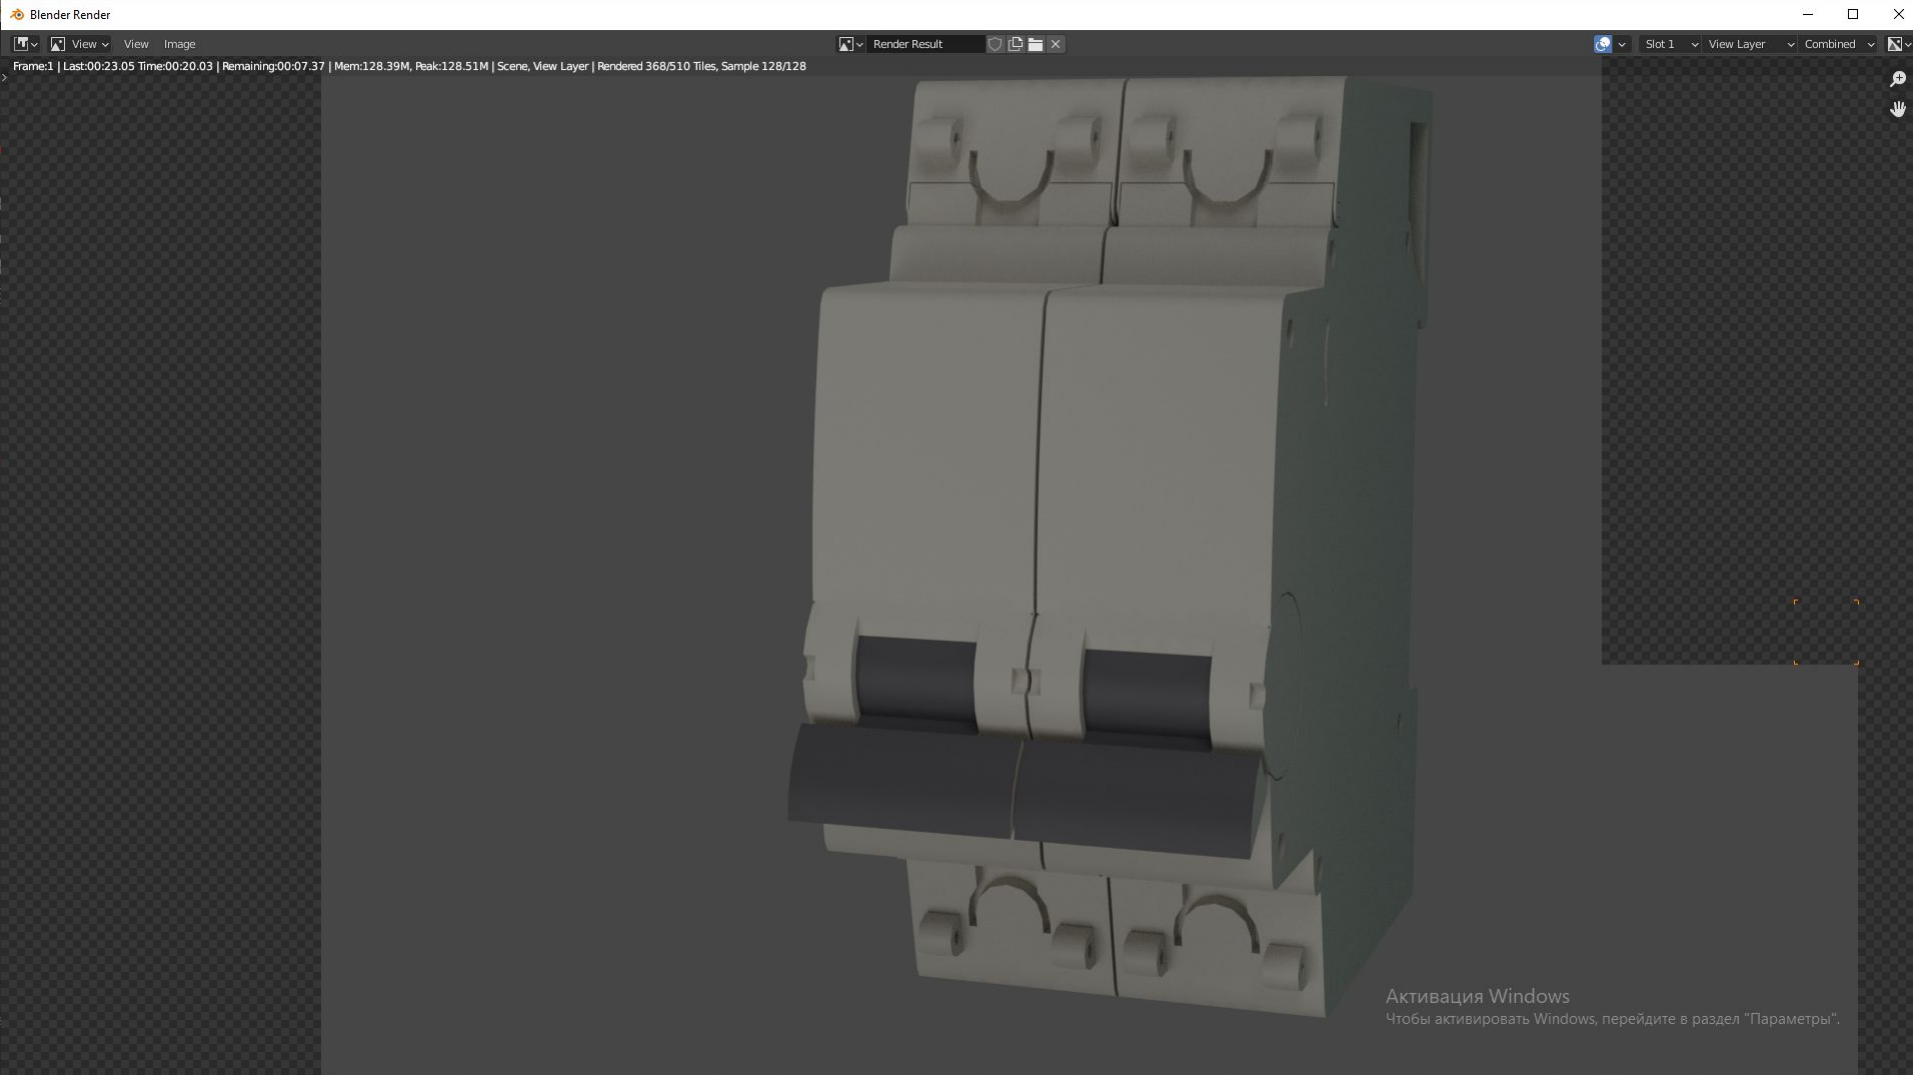 Blender Render
View View Image Render Result Slot 1 View Layer Combined
Frame:1 | Last:00:23.05 Time:00:20.03 | Remaining:00:07.37 | Mem:128.39M, Peak:128.51M | Scene, View Layer | Rendered 368/510 Tiles, Sample 128/128
Активация Windows
Чтобы активировать Windows, перейдите в раздел "Параметры".